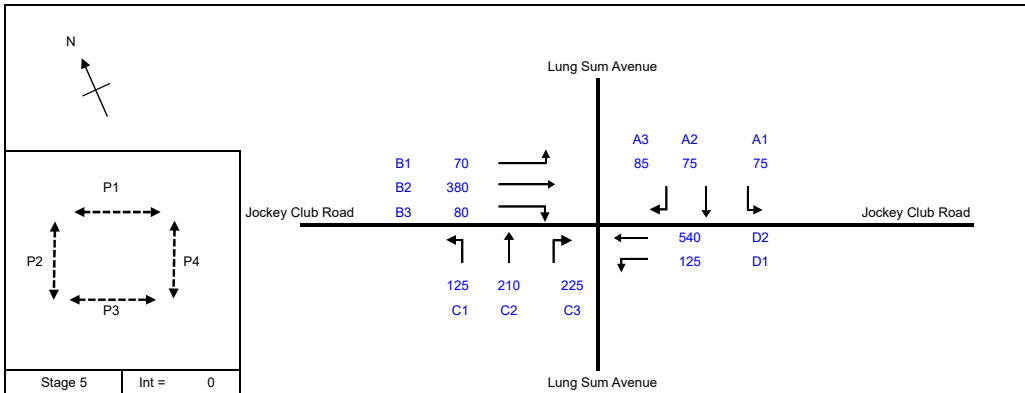 N
Lung Sum Avenue
A3 A2 A1
B1 70 85 75 75
B2 380
P1
B3 80
Jockey Club Road Jockey Club Road
540 D2
P2 P4
125 D1
125 210 225
P3
C1 C2 C3
Stage 5 Int = 0
Lung Sum Avenue